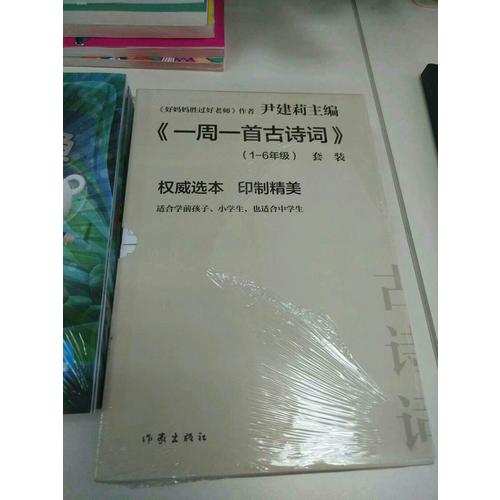 《好妈妈胜过好老师》作者 尹建莉主编
《一周一首古诗词》
（1-6年级） 套 装
权威选本 印制精美
适合学前孩子、小学生，也适合中学生
古诗词
作家出版社